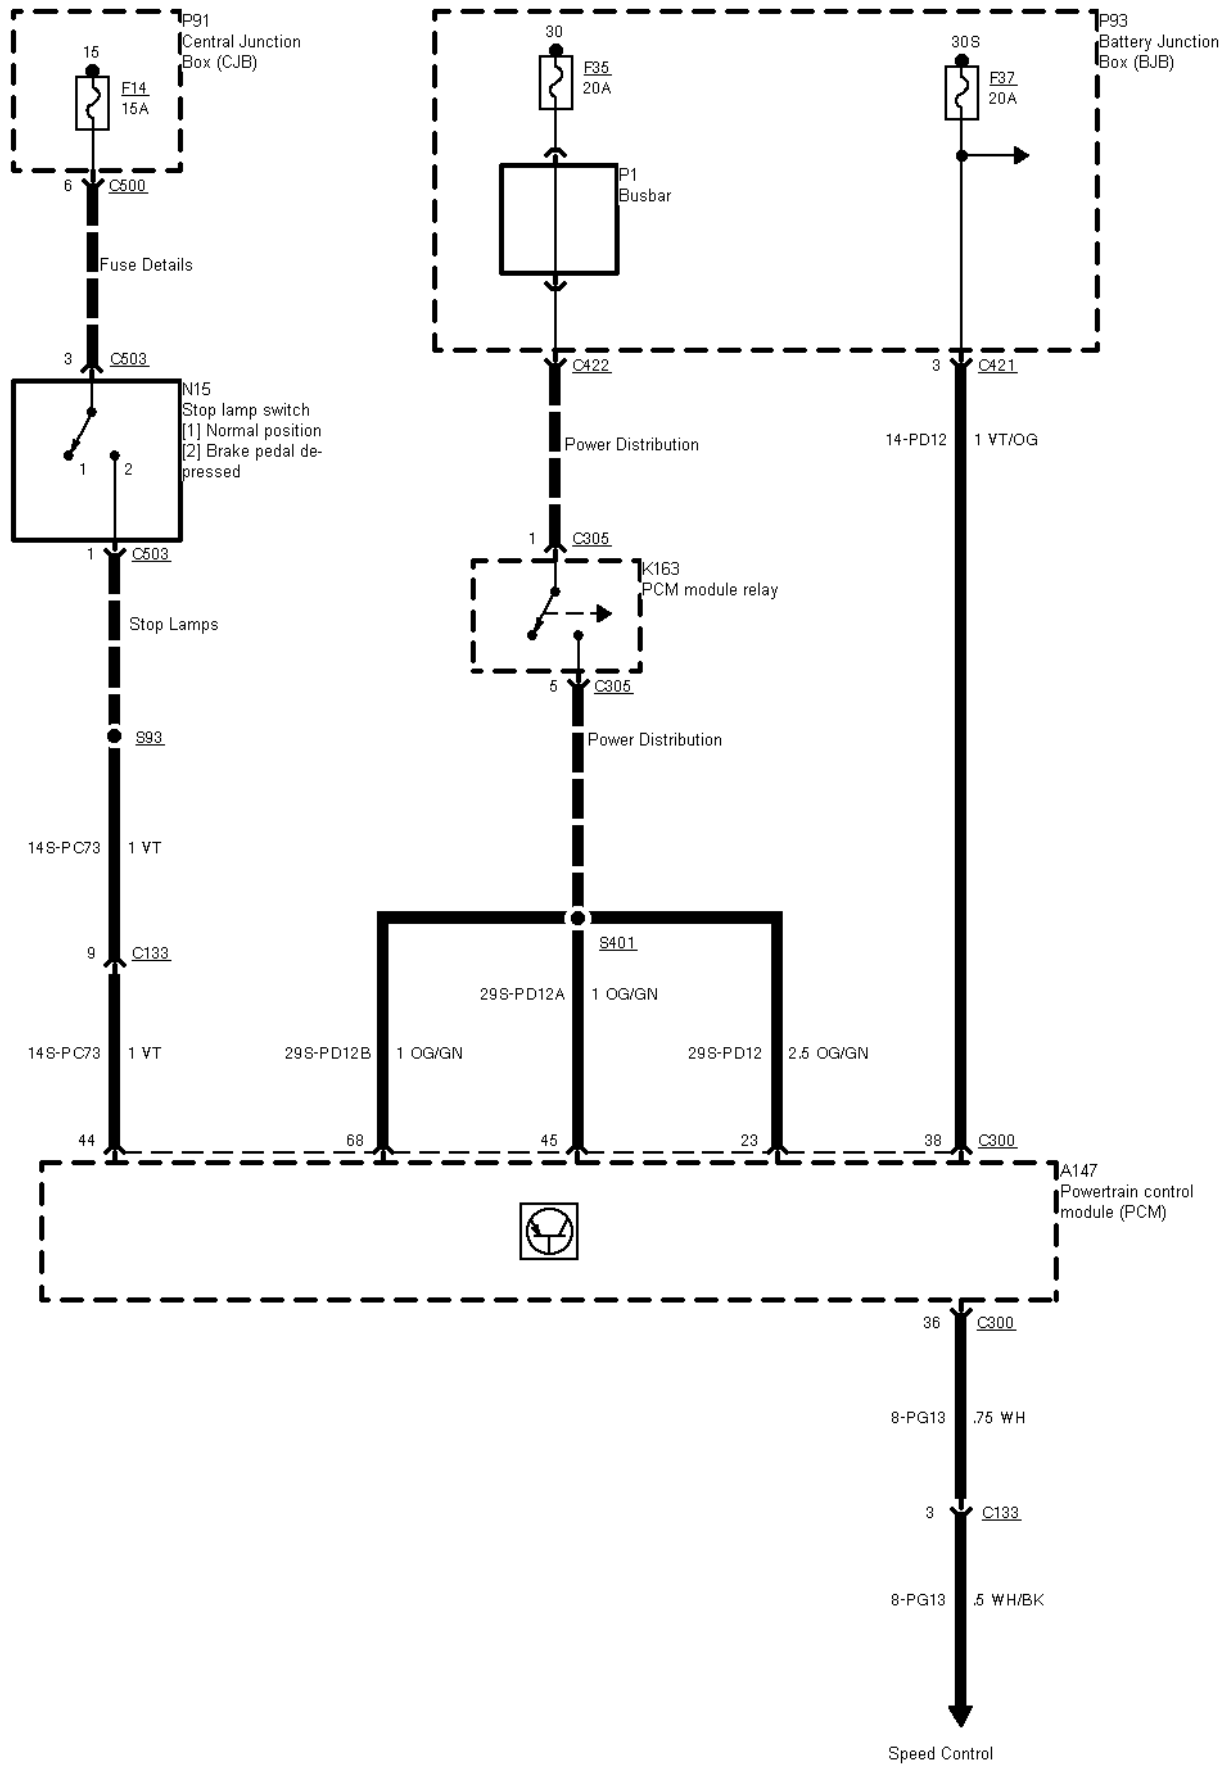 P91
Central Junction
Box (CJB)
15
F14
15A
6
C500
Fuse Details
3
C503
N15
Stop lamp switch
[1] Normal position
[2] Brake pedal de-
pressed
1
2
1
C503
Stop Lamps
S93
14S-PC73
1 VT
9
C133
14S-PC73
1 VT
44
P93
Battery Junction
Box (BJB)
30
F35
20A
P1
Busbar
C422
Power Distribution
1
C305
K163
PCM module relay
5
C305
Power Distribution
S401
29S-PD12A
1 OG/GN
29S-PD12B
1 OG/GN
29S-PD12
2.5 OG/GN
68
45
23
30S
F37
20A
3
C421
14-PD12
1 VT/OG
38
C300
A147
Powertrain control
module (PCM)
36
C300
8-PG13
.75 WH
3
C133
8-PG13
.5 WH/BK
Speed Control